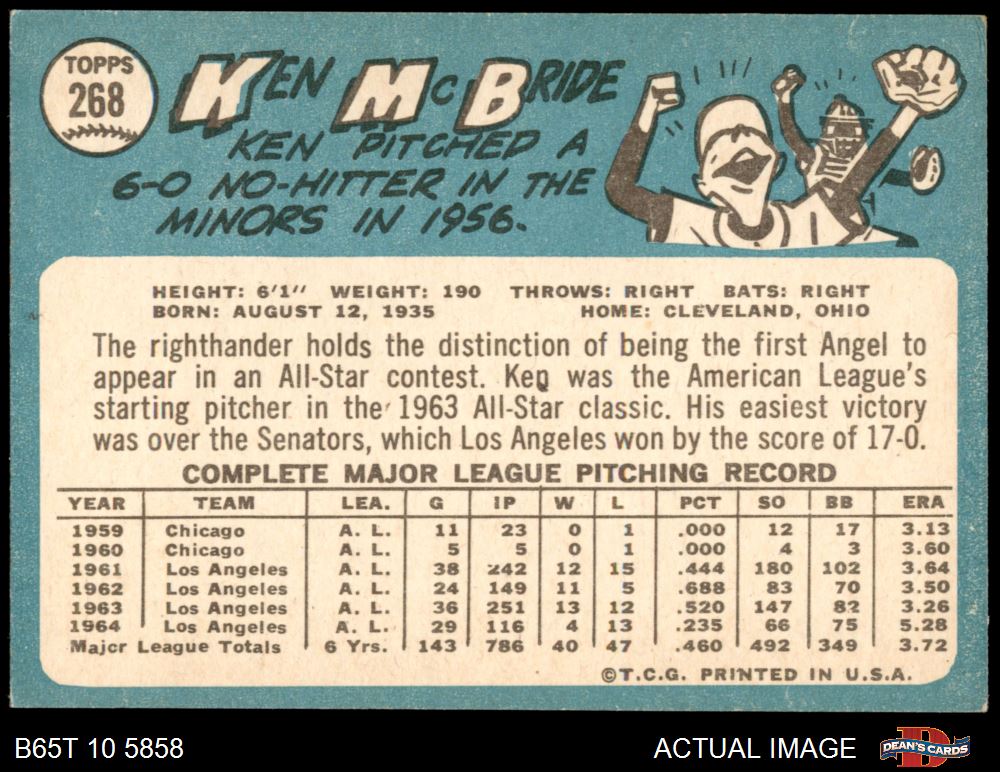 TOPPS
268
KEN MCBRIDE
KEN PITCHED A
6-0 NO-HITTER IN THE
MINORS IN 1956.
HEIGHT: 6'1" WEIGHT: 190 THROWS: RIGHT BATS: RIGHT
BORN: AUGUST 12, 1935 HOME: CLEVELAND, OHIO
The righthander holds the distinction of being the first Angel to
appear in an All-Star contest. Ken was the American League's
starting pitcher in the 1963 All-Star classic. His easiest victory
was over the Senators, which Los Angeles won by the score of 17-0.
COMPLETE MAJOR LEAGUE PITCHING RECORD
YEAR TEAM LEA. G IP W L PCT SO BB ERA
1959 Chicago A. L. 11 23 0 1 .000 12 17 3.13
1960 Chicago A. L. 5 5 0 1 .000 4 3 3.60
1961 Los Angeles A. L. 38 242 12 15 .444 180 102 3.64
1962 Los Angeles A. L. 24 149 11 5 .688 83 70 3.50
1963 Los Angeles A. L. 36 251 13 12 .520 147 82 3.26
1964 Los Angeles A. L. 29 116 4 13 .235 66 75 5.28
Major League Totals 6 Yrs. 143 786 40 47 .460 492 349 3.72
©T.C.G. PRINTED IN U.S.A.
B65T 10 5858 ACTUAL IMAGE DEAN'S CARDS